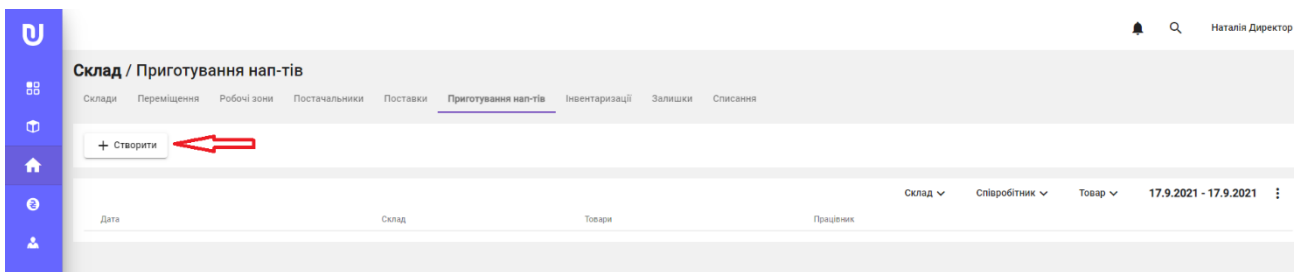 Наталія Директор
Склад / Приготування нап-тів
Склади Переміщення Робочі зони Постачальники Поставки Приготування нап-тів Інвентаризації Залишки Списання
+ Створити
Склад Співробітник Товар 17.9.2021 - 17.9.2021
Дата Склад Товари Працівник